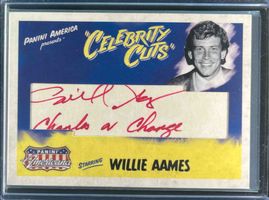 PANINI AMERICA
presents
"CELEBRITY
CUTS"
Charles in Charge
PANINI
Americana
STARRING WILLIE AAMES